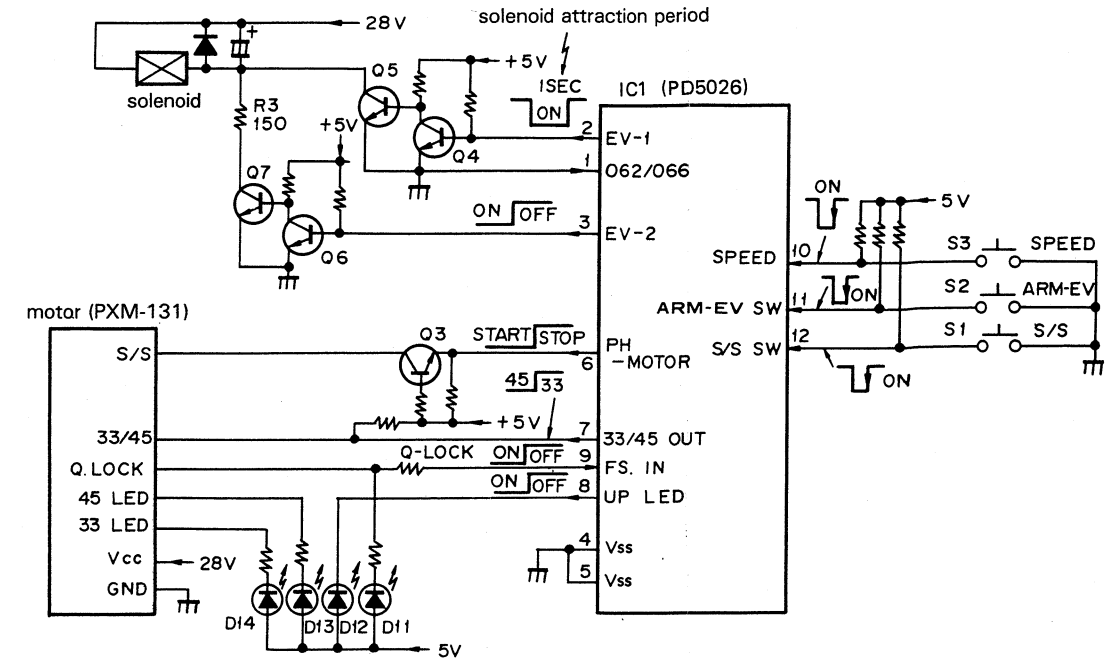 solenoid attraction period
28V
+
+5V
Q5
1SEC
ON
IC1 (PD5026)
solenoid
R3
150
+5V
Q4
2
EV-1
1
O62/O66
Q7
ON OFF
3
EV-2
Q6
ON
5V
10
SPEED
S3
SPEED
ON
11
ARM-EV SW
S2
ARM-EV
12
S/S SW
S1
S/S
ON
motor (PXM-131)
S/S
Q3
START STOP
6
PH
-MOTOR
45 33
+5V
33/45
7
33/45 OUT
Q.LOCK
Q-LOCK
ON OFF
9
FS. IN
45 LED
ON OFF
8
UP LED
33 LED
Vcc
28V
4
Vss
GND
5
Vss
D14
D13
D12
D11
5V